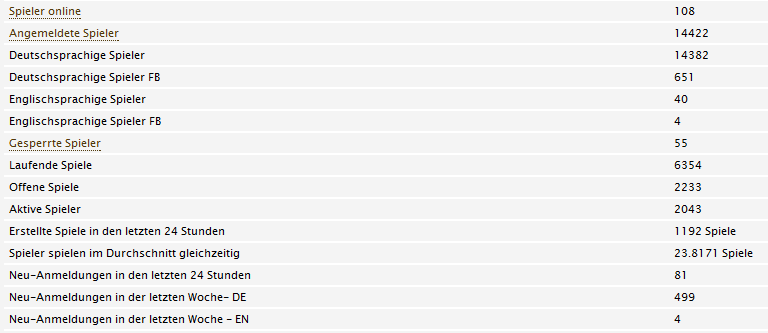 Spieler online 108
Angemeldete Spieler 14422
Deutschsprachige Spieler 14382
Deutschsprachige Spieler FB 651
Englischsprachige Spieler 40
Englischsprachige Spieler FB 4
Gesperrte Spieler 55
Laufende Spiele 6354
Offene Spiele 2233
Aktive Spieler 2043
Erstellte Spiele in den letzten 24 Stunden 1192 Spiele
Spieler spielen im Durchschnitt gleichzeitig 23.8171 Spiele
Neu-Anmeldungen in den letzten 24 Stunden 81
Neu-Anmeldungen in der letzten Woche- DE 499
Neu-Anmeldungen in der letzten Woche - EN 4